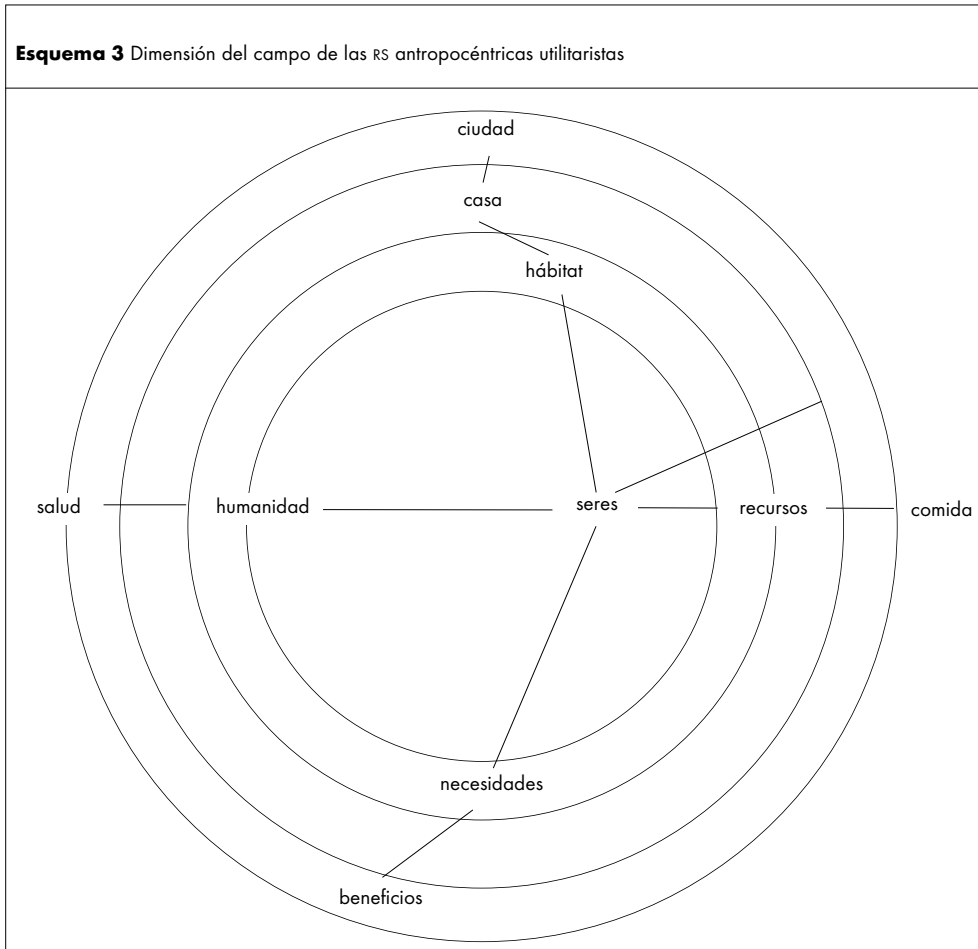 Esquema 3 Dimensión del campo de las RS antropocéntricas utilitaristas
ciudad
casa
hábitat
salud humanidad seres recursos comida
necesidades
beneficios